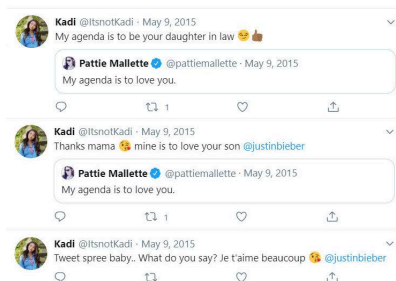 Kadi @ItsnotKadi · May 9, 2015
My agenda is to be your daughter in law 😏👍🏾
Pattie Mallette @pattiemallette · May 9, 2015
My agenda is to love you.
1
Kadi @ItsnotKadi · May 9, 2015
Thanks mama 😘 mine is to love your son @justinbieber
Pattie Mallette @pattiemallette · May 9, 2015
My agenda is to love you.
1
Kadi @ItsnotKadi · May 9, 2015
Tweet spree baby.. What do you say? Je t'aime beaucoup 😘 @justinbieber